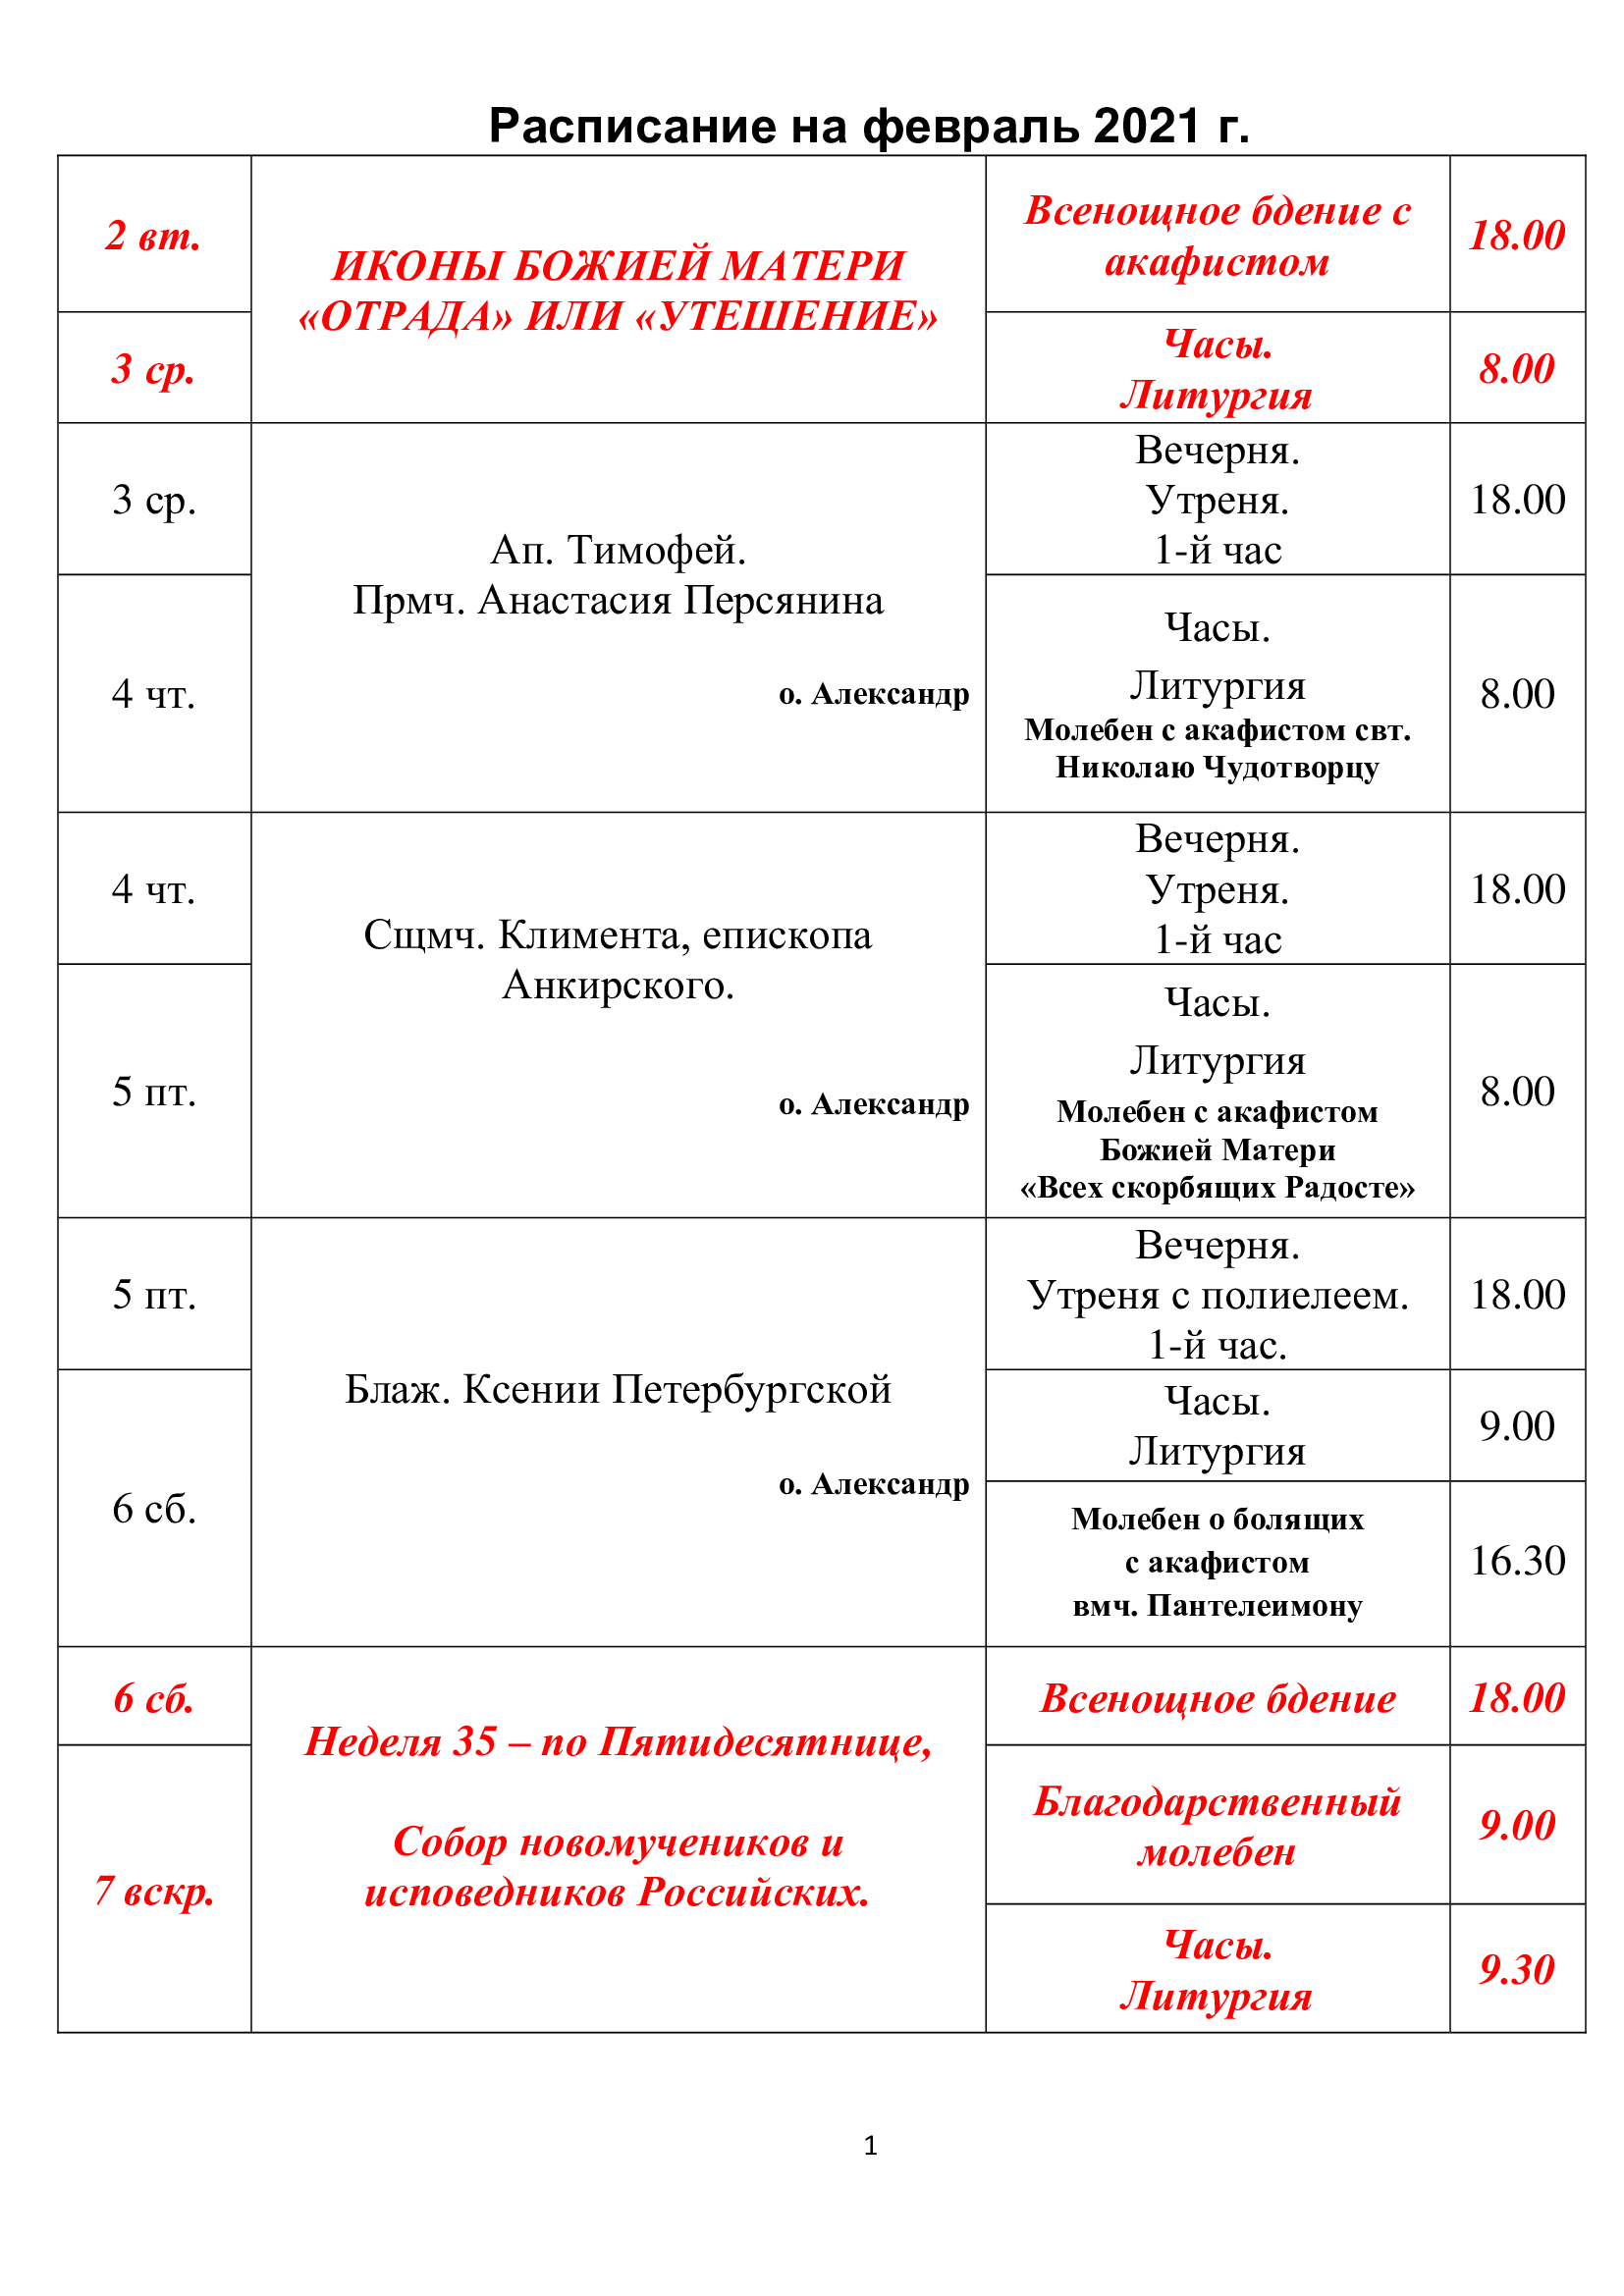 Расписание на февраль 2021 г.
2 вт.
ИКОНЫ БОЖИЕЙ МАТЕРИ
«ОТРАДА» ИЛИ «УТЕШЕНИЕ»
Всенощное бдение с
акафистом
18.00
3 ср.
Часы.
Литургия
8.00
3 ср.
Ап. Тимофей.
Прмч. Анастасия Персянина
о. Александр
Вечерня.
Утреня.
1-й час
18.00
4 чт.
Часы.
Литургия
Молебен с акафистом свт.
Николаю Чудотворцу
8.00
4 чт.
Сщмч. Климента, епископа
Анкирского.
о. Александр
Вечерня.
Утреня.
1-й час
18.00
5 пт.
Часы.
Литургия
Молебен с акафистом
Божией Матери
«Всех скорбящих Радосте»
8.00
5 пт.
Блаж. Ксении Петербургской
о. Александр
Вечерня.
Утреня с полиелеем.
1-й час.
18.00
6 сб.
Часы.
Литургия
9.00
Молебен о болящих
с акафистом
вмч. Пантелеимону
16.30
6 сб.
Неделя 35 – по Пятидесятнице,
Собор новомучеников и
исповедников Российских.
Всенощное бдение
18.00
7 вскр.
Благодарственный
молебен
9.00
Часы.
Литургия
9.30
1